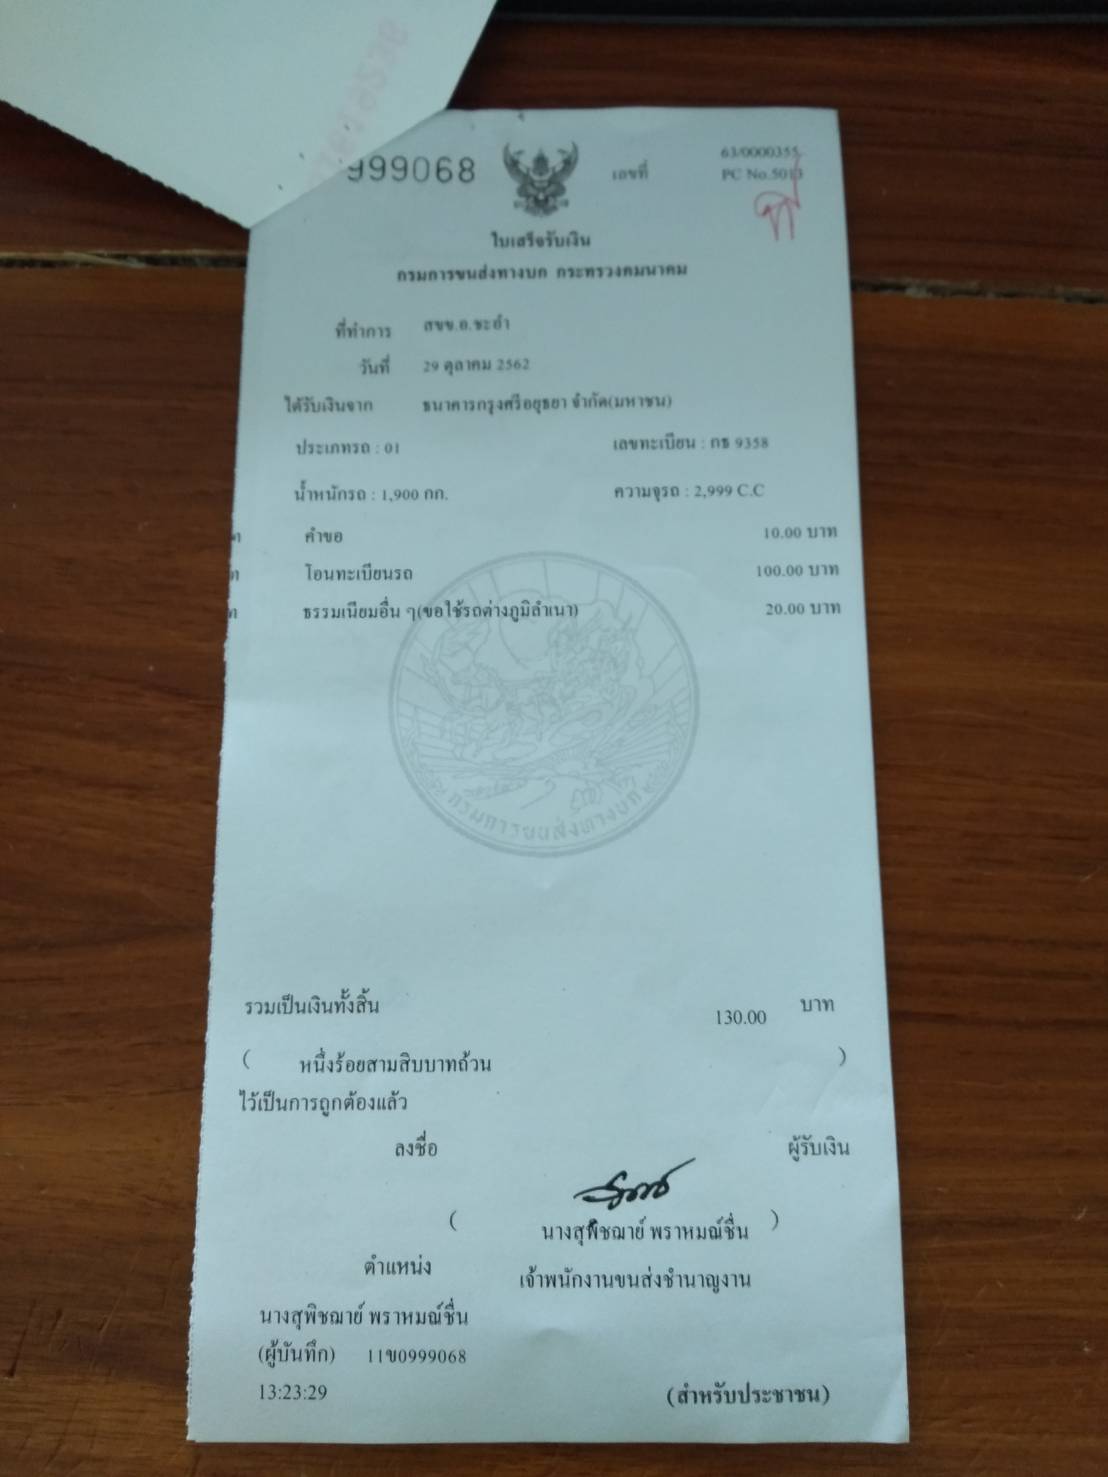 999068
เลขที่ 63/0000355
PC No.5013
ใบเสร็จรับเงิน
กรมการขนส่งทางบก กระทรวงคมนาคม
ที่ทำการ สขข.อ.ชะอำ
วันที่ 29 ตุลาคม 2562
ได้รับเงินจาก ธนาคารกรุงศรีอยุธยา จำกัด(มหาชน)
ประเภทรถ : 01 เลขทะเบียน : กธ 9358
น้ำหนักรถ : 1,900 กก. ความจุรถ : 2,999 C.C
คำขอ 10.00 บาท
โอนทะเบียนรถ 100.00 บาท
ธรรมเนียมอื่น ๆ(ขอใช้รถต่างภูมิลำเนา) 20.00 บาท
กรมการขนส่งทางบก
รวมเป็นเงินทั้งสิ้น 130.00 บาท
( หนึ่งร้อยสามสิบบาทถ้วน )
ไว้เป็นการถูกต้องแล้ว
ลงชื่อ ผู้รับเงิน
( นางสุพิชฌาย์ พราหมณ์ชื่น )
ตำแหน่ง เจ้าพนักงานขนส่งชำนาญงาน
นางสุพิชฌาย์ พราหมณ์ชื่น
(ผู้บันทึก) 11ข0999068
13:23:29 (สำหรับประชาชน)